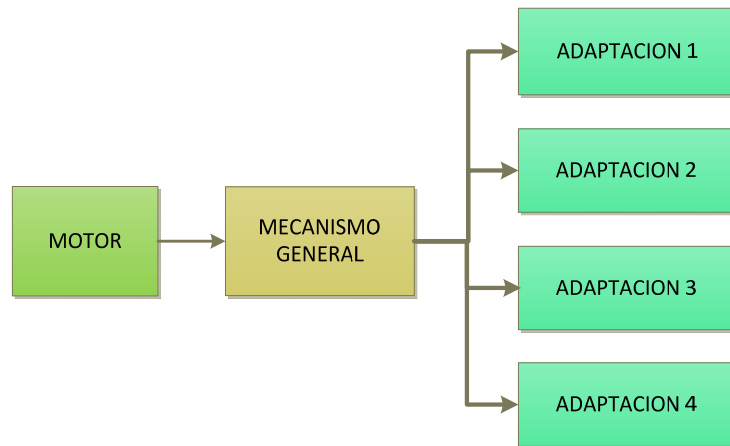 MOTOR
MECANISMO
GENERAL
ADAPTACION 1
ADAPTACION 2
ADAPTACION 3
ADAPTACION 4